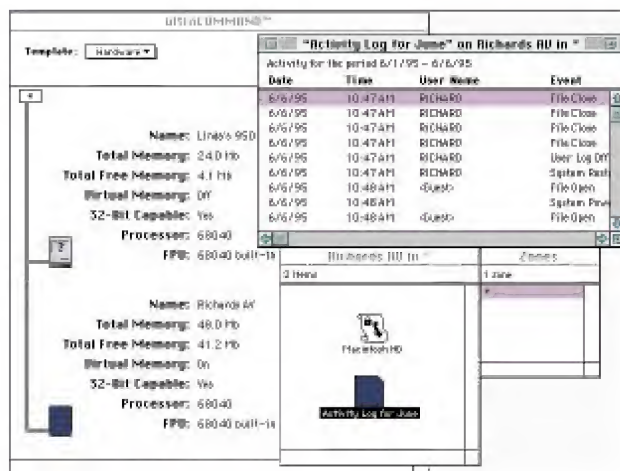 Template: Hardware
"Activity Log for June" on Richards AV in *
Activity for the period 6/1/95 – 6/6/95
Date Time User Name Event
6/6/95 10:47 AM RICHARD File Close
6/6/95 10:47 AM RICHARD File Close
6/6/95 10:47 AM RICHARD File Close
6/6/95 10:47 AM RICHARD File Close
6/6/95 10:47 AM RICHARD User Log Off
6/6/95 10:47 AM RICHARD System
6/6/95 10:48 AM <Guest> File Open
6/6/95 10:48 AM System
6/6/95 10:48 AM <Guest> File Open
*
Name: 950
Total Memory: 24.0 Mb
Total Free Memory: 4.1 Mb
Virtual Memory: Off
32-Bit Capable: Yes
Processor: 68040
FPU: 68040 built-in
Name: Richards AV
Total Memory: 48.0 Mb
Total Free Memory: 41.2 Mb
Virtual Memory: On
32-Bit Capable: Yes
Processor: 68040
FPU: 68040 built-in
Richards AV in *
2 items
Macintosh HD
Activity Log for June
Zones
1 zone
*